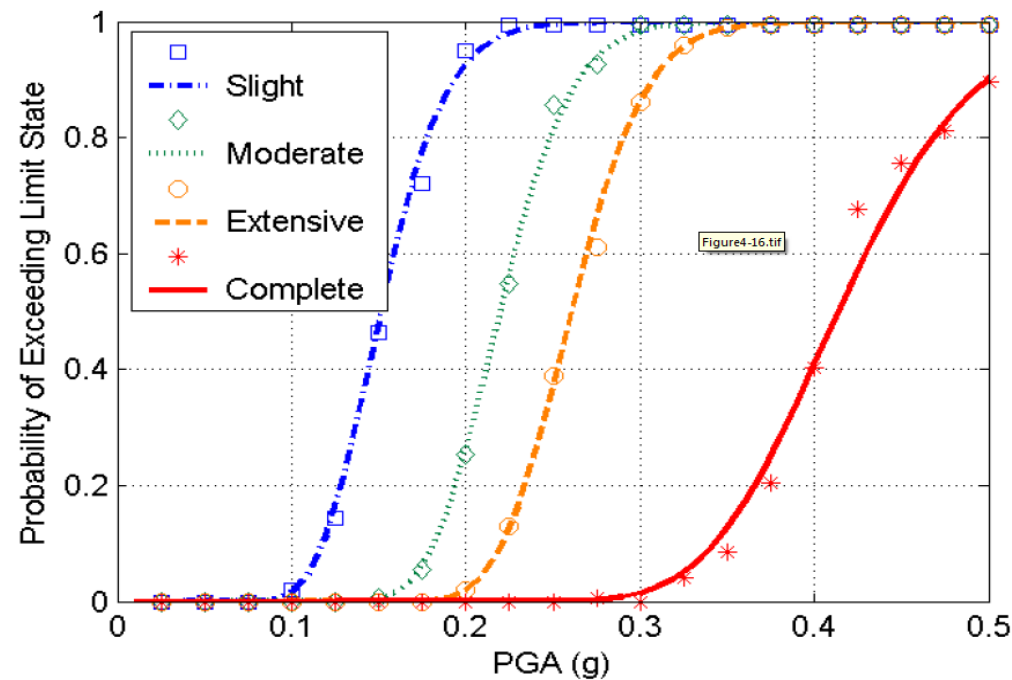 1
0.8
0.6
0.4
0.2
0
Probability of Exceeding Limit State
Slight
Moderate
Extensive
Complete
Figure4-16.tif
0
0.1
0.2
0.3
0.4
0.5
PGA (g)